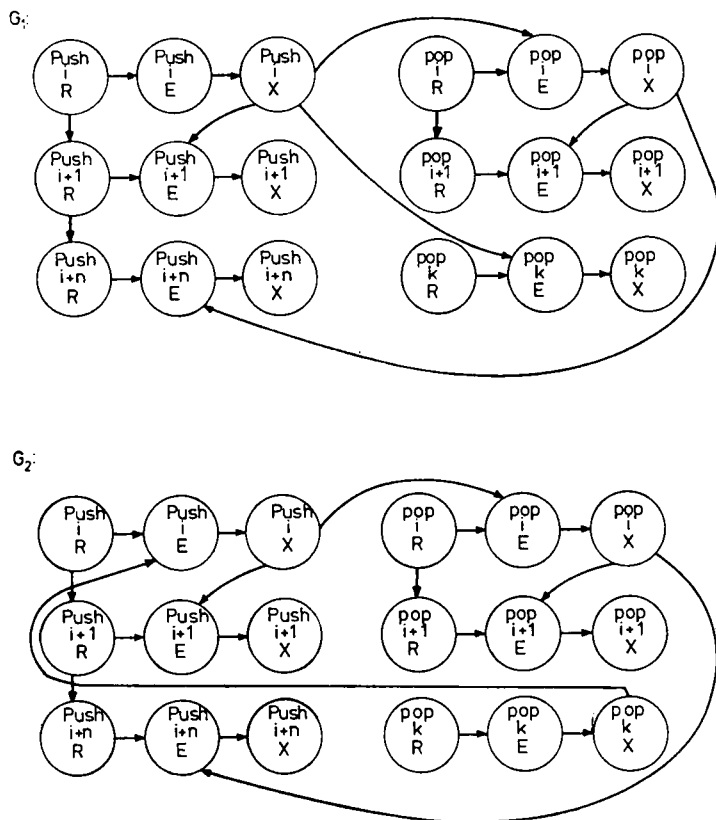 G1:
Push Push Push pop pop pop
i i i i i i
R E X R E X
Push Push Push pop pop pop
i+1 i+1 i+1 i+1 i+1 i+1
R E X R E X
Push Push Push pop pop pop
i+n i+n i+n k k k
R E X R E X
G2:
Push Push Push pop pop pop
i i i i i i
R E X R E X
Push Push Push pop pop pop
i+1 i+1 i+1 i+1 i+1 i+1
R E X R E X
Push Push Push pop pop pop
i+n i+n i+n k k k
R E X R E X